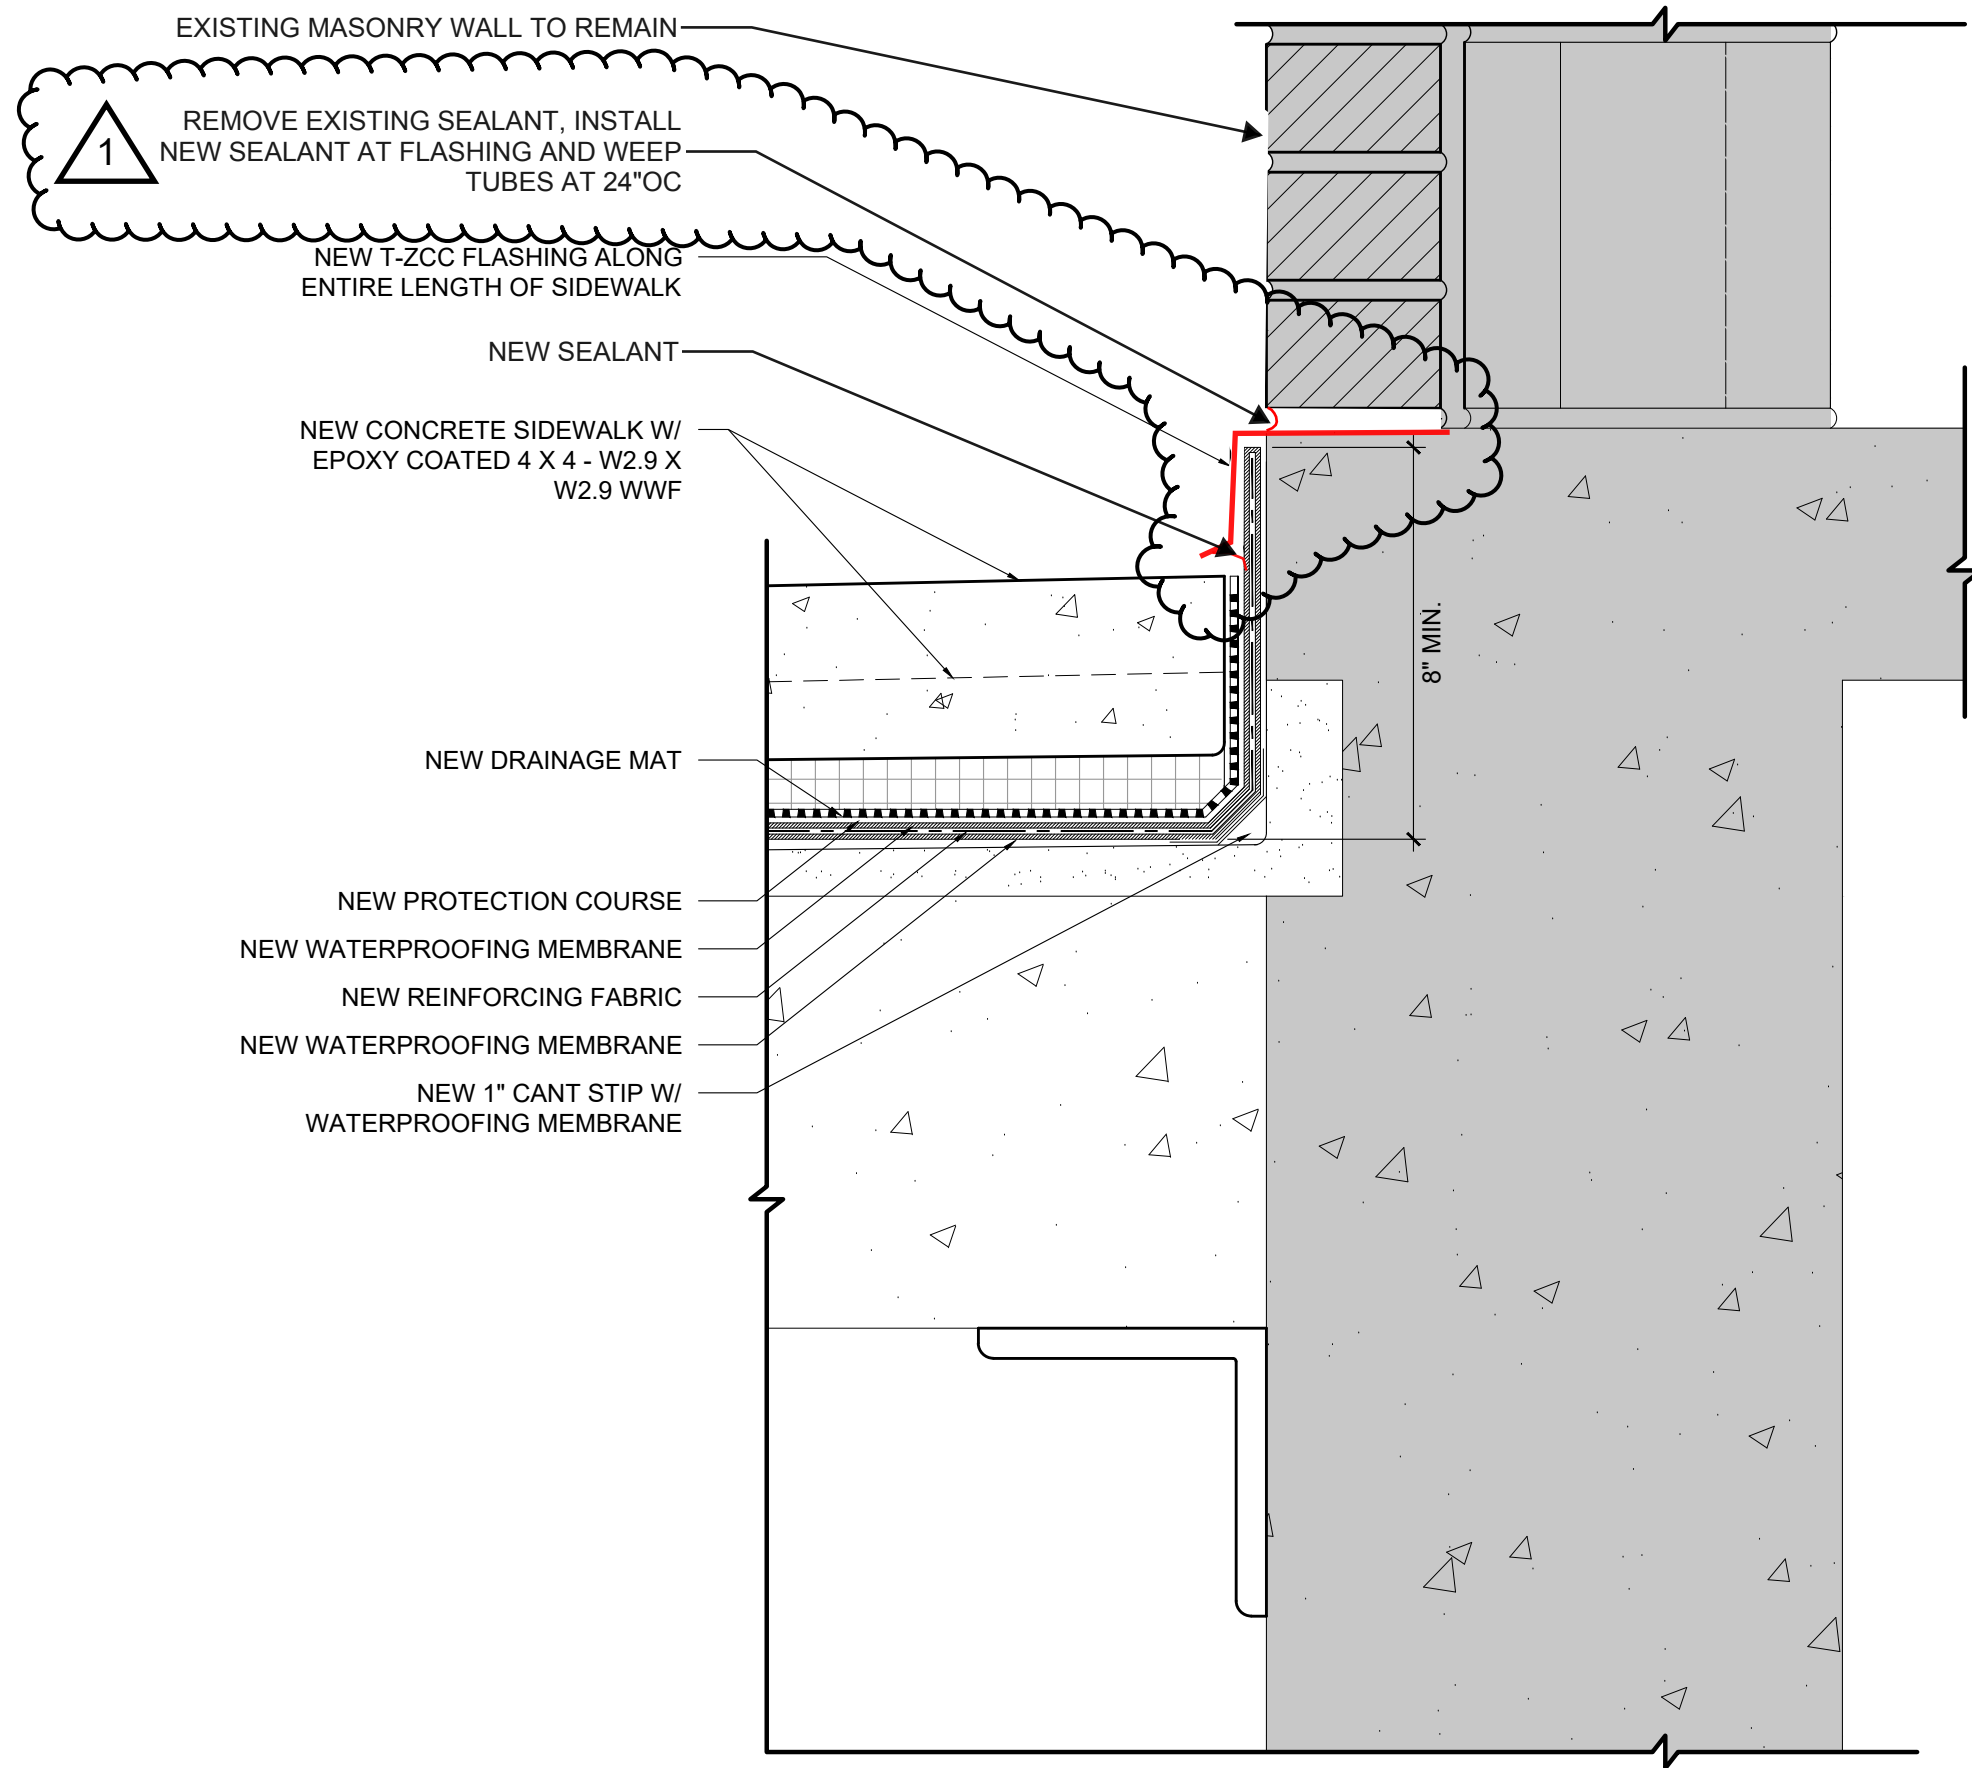 EXISTING MASONRY WALL TO REMAIN
1
REMOVE EXISTING SEALANT, INSTALL
NEW SEALANT AT FLASHING AND WEEP
TUBES AT 24"OC
NEW T-ZCC FLASHING ALONG
ENTIRE LENGTH OF SIDEWALK
NEW SEALANT
NEW CONCRETE SIDEWALK W/
EPOXY COATED 4 X 4 - W2.9 X
W2.9 WWF
8" MIN.
NEW DRAINAGE MAT
NEW PROTECTION COURSE
NEW WATERPROOFING MEMBRANE
NEW REINFORCING FABRIC
NEW WATERPROOFING MEMBRANE
NEW 1" CANT STIP W/
WATERPROOFING MEMBRANE